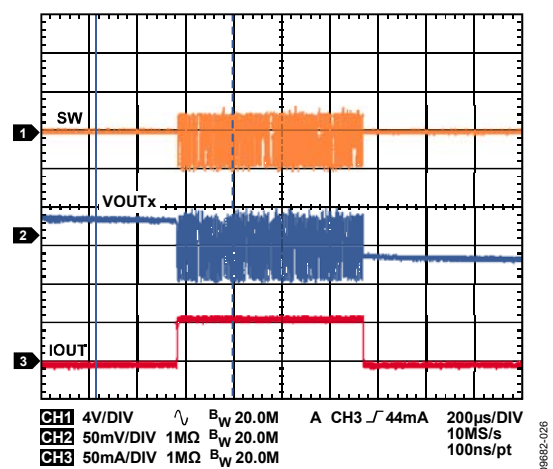 SW
1
VOUTx
2
IOUT
3
CH1 4V/DIV BW 20.0M A CH3 44mA 200µs/DIV
CH2 50mV/DIV 1MΩ BW 20.0M 10MS/s
CH3 50mA/DIV 1MΩ BW 20.0M 100ns/pt
09682-026